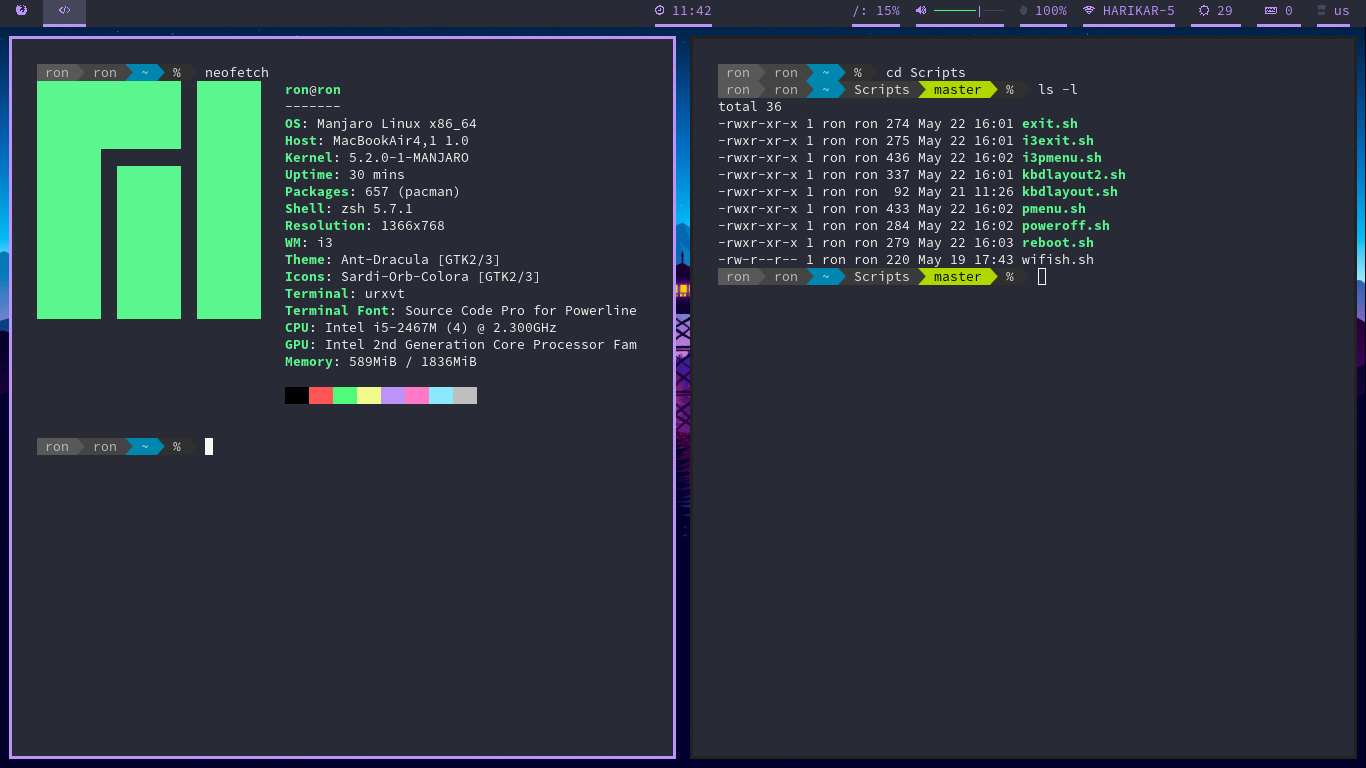 </> 11:42 /: 15% 100% HARIKAR-5 29 0 us
ron ron ~ % neofetch
ron@ron
-------
OS: Manjaro Linux x86_64
Host: MacBookAir4,1 1.0
Kernel: 5.2.0-1-MANJARO
Uptime: 30 mins
Packages: 657 (pacman)
Shell: zsh 5.7.1
Resolution: 1366x768
WM: i3
Theme: Ant-Dracula [GTK2/3]
Icons: Sardi-Orb-Colora [GTK2/3]
Terminal: urxvt
Terminal Font: Source Code Pro for Powerline
CPU: Intel i5-2467M (4) @ 2.300GHz
GPU: Intel 2nd Generation Core Processor Fam
Memory: 589MiB / 1836MiB
ron ron ~ %
ron ron ~ % cd Scripts
ron ron ~ Scripts master % ls -l
total 36
-rwxr-xr-x 1 ron ron 274 May 22 16:01 exit.sh
-rwxr-xr-x 1 ron ron 275 May 22 16:01 i3exit.sh
-rwxr-xr-x 1 ron ron 436 May 22 16:02 i3pmenu.sh
-rwxr-xr-x 1 ron ron 337 May 22 16:01 kbdlayout2.sh
-rwxr-xr-x 1 ron ron  92 May 21 11:26 kbdlayout.sh
-rwxr-xr-x 1 ron ron 433 May 22 16:02 pmenu.sh
-rwxr-xr-x 1 ron ron 284 May 22 16:02 poweroff.sh
-rwxr-xr-x 1 ron ron 279 May 22 16:03 reboot.sh
-rw-r--r-- 1 ron ron 220 May 19 17:43 wifish.sh
ron ron ~ Scripts master %